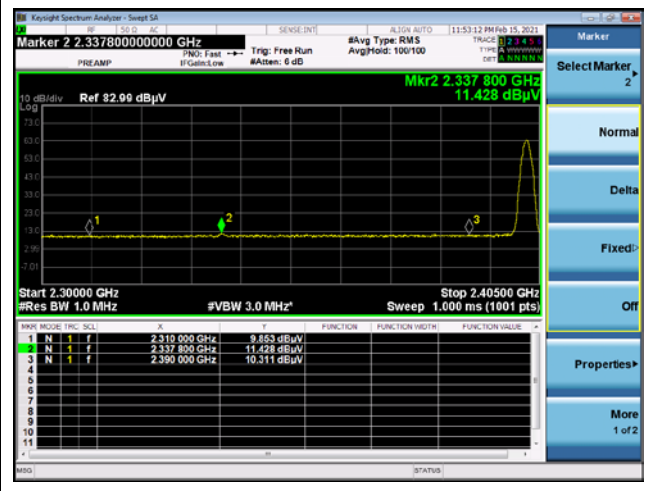 Keysight Spectrum Analyzer - Swept SA
RF 50 Ω AC SENSE:INT ALIGN AUTO 11:53:12 PM Feb 15, 2021
Marker 2 2.337800000000 GHz
#Avg Type: RMS
TRACE 1 2 3 4 5 6
PNO: Fast Trig: Free Run Avg|Hold: 100/100
TYPE A WWWWW
PREAMP IFGain:Low #Atten: 6 dB
DET A N N N N N
Mkr2 2.337 800 GHz
11.428 dBµV
10 dB/div Ref 82.99 dBµV
Log
73.0
63.0
53.0
43.0
33.0
23.0
13.0
2.99
-7.01
1
2
3
Start 2.30000 GHz Stop 2.40500 GHz
#Res BW 1.0 MHz #VBW 3.0 MHz* Sweep 1.000 ms (1001 pts)
MKR MODE TRC SCL X Y FUNCTION FUNCTION WIDTH FUNCTION VALUE
1 N 1 f 2.310 000 GHz 9.853 dBµV
2 N 1 f 2.337 800 GHz 11.428 dBµV
3 N 1 f 2.390 000 GHz 10.311 dBµV
4
5
6
7
8
9
10
11
MSG STATUS
Marker
Select Marker
2
Normal
Delta
Fixed
Off
Properties
More
1 of 2